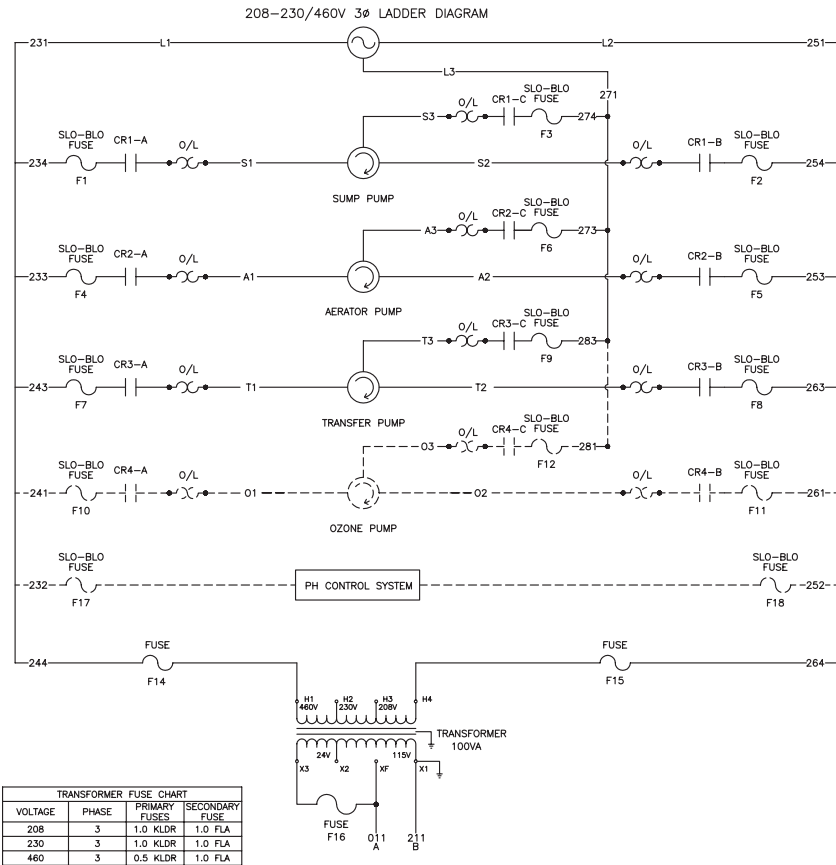 208-230/460V 3ø LADDER DIAGRAM
231 L1 L2 251
L3
271
SLO-BLO
O/L CR1-C FUSE
S3 274
F3
SLO-BLO
FUSE CR1-A O/L
234 S1 S2
F1
O/L CR1-B SLO-BLO
FUSE
254
F2
SUMP PUMP
SLO-BLO
O/L CR2-C FUSE
A3 273
F6
SLO-BLO
FUSE CR2-A O/L
233 A1 A2
F4
O/L CR2-B SLO-BLO
FUSE
253
F5
AERATOR PUMP
SLO-BLO
O/L CR3-C FUSE
T3 283
F9
SLO-BLO
FUSE CR3-A O/L
243 T1 T2
F7
O/L CR3-B SLO-BLO
FUSE
263
F8
TRANSFER PUMP
SLO-BLO
O/L CR4-C FUSE
O3 281
F12
SLO-BLO
FUSE CR4-A O/L
241 O1 O2
F10
O/L CR4-B SLO-BLO
FUSE
261
F11
OZONE PUMP
SLO-BLO
FUSE
232
F17
PH CONTROL SYSTEM
SLO-BLO
FUSE
252
F18
FUSE
244
F14
FUSE
264
F15
H1 H2 H3 H4
460V 230V 208V
TRANSFORMER
100VA
24V 115V
X3 X2 XF X1
FUSE
F16
011 211
A B
TRANSFORMER FUSE CHART
VOLTAGE PHASE PRIMARY FUSES SECONDARY FUSE
208 3 1.0 KLDR 1.0 FLA
230 3 1.0 KLDR 1.0 FLA
460 3 0.5 KLDR 1.0 FLA